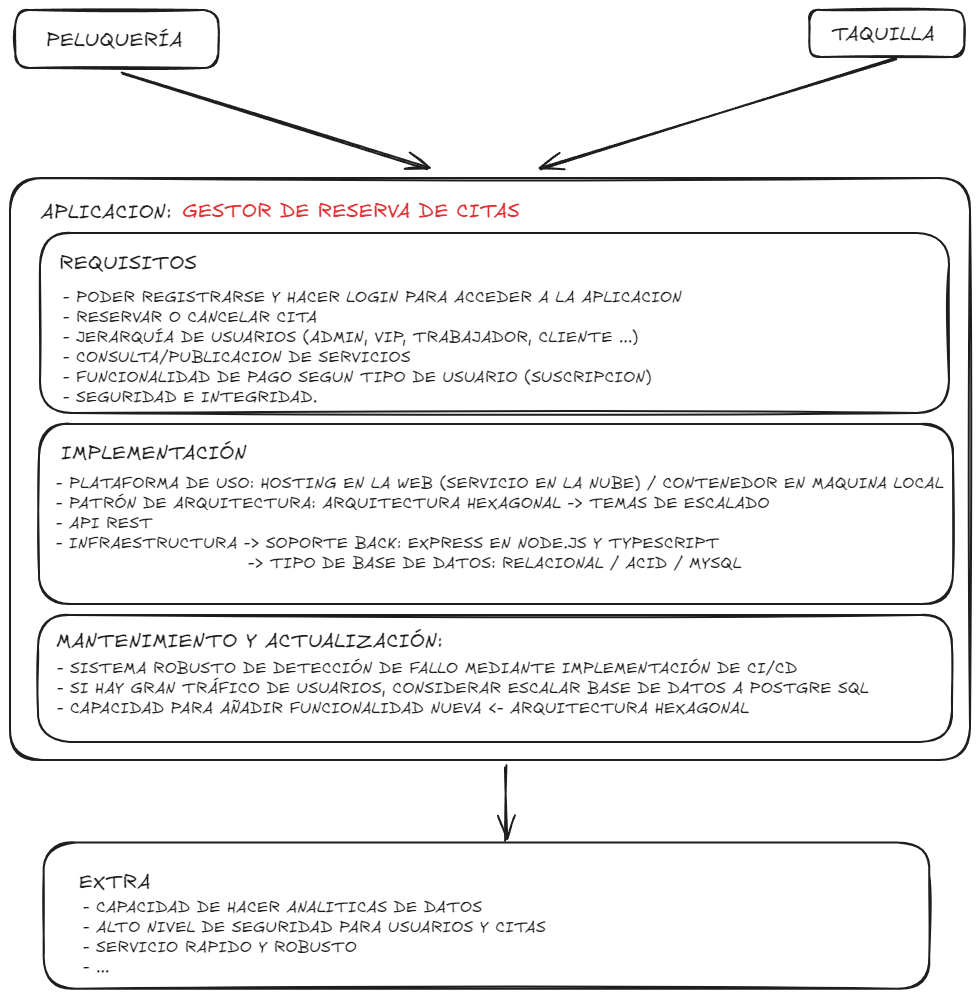 PELUQUERÍA
TAQUILLA
APLICACION: GESTOR DE RESERVA DE CITAS
REQUISITOS
- PODER REGISTRARSE Y HACER LOGIN PARA ACCEDER A LA APLICACION
- RESERVAR O CANCELAR CITA
- JERARQUÍA DE USUARIOS (ADMIN, VIP, TRABAJADOR, CLIENTE ...)
- CONSULTA/PUBLICACION DE SERVICIOS
- FUNCIONALIDAD DE PAGO SEGUN TIPO DE USUARIO (SUSCRIPCION)
- SEGURIDAD E INTEGRIDAD.
IMPLEMENTACIÓN
- PLATAFORMA DE USO: HOSTING EN LA WEB (SERVICIO EN LA NUBE) / CONTENEDOR EN MAQUINA LOCAL
- PATRÓN DE ARQUITECTURA: ARQUITECTURA HEXAGONAL -> TEMAS DE ESCALADO
- API REST
- INFRAESTRUCTURA -> SOPORTE BACK: EXPRESS EN NODE.JS Y TYPESCRIPT
-> TIPO DE BASE DE DATOS: RELACIONAL / ACID / MYSQL
MANTENIMIENTO Y ACTUALIZACIÓN:
- SISTEMA ROBUSTO DE DETECCIÓN DE FALLO MEDIANTE IMPLEMENTACIÓN DE CI/CD
- SI HAY GRAN TRÁFICO DE USUARIOS, CONSIDERAR ESCALAR BASE DE DATOS A POSTGRE SQL
- CAPACIDAD PARA AÑADIR FUNCIONALIDAD NUEVA <- ARQUITECTURA HEXAGONAL
EXTRA
- CAPACIDAD DE HACER ANALITICAS DE DATOS
- ALTO NIVEL DE SEGURIDAD PARA USUARIOS Y CITAS
- SERVICIO RAPIDO Y ROBUSTO
- ...